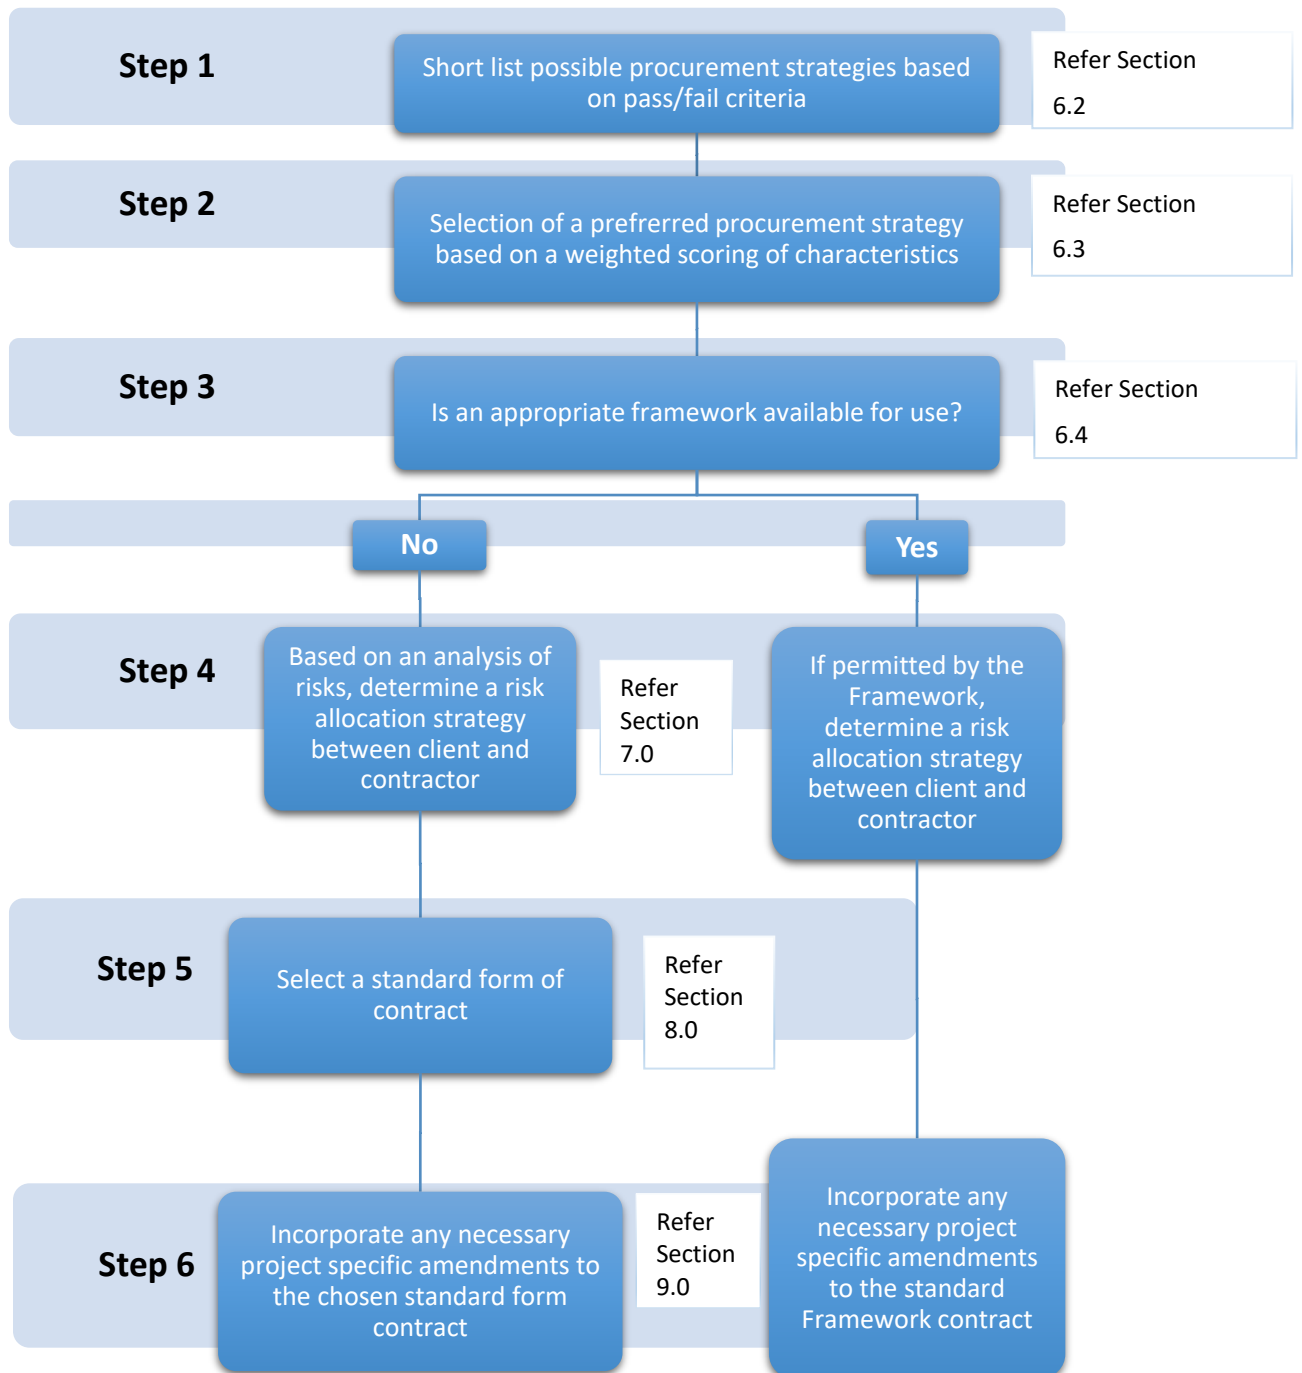 Step 1
Short list possible procurement strategies based
on pass/fail criteria
Refer Section
6.2
Step 2
Selection of a prefrerred procurement strategy
based on a weighted scoring of characteristics
Refer Section
6.3
Step 3
Is an appropriate framework available for use?
Refer Section
6.4
No
Yes
Step 4
Based on an analysis of
risks, determine a risk
allocation strategy
between client and
contractor
Refer
Section
7.0
If permitted by the
Framework,
determine a risk
allocation strategy
between client and
contractor
Step 5
Select a standard form of
contract
Refer
Section
8.0
Step 6
Incorporate any necessary
project specific amendments to
the chosen standard form
contract
Refer
Section
9.0
Incorporate any
necessary project
specific amendments
to the standard
Framework contract